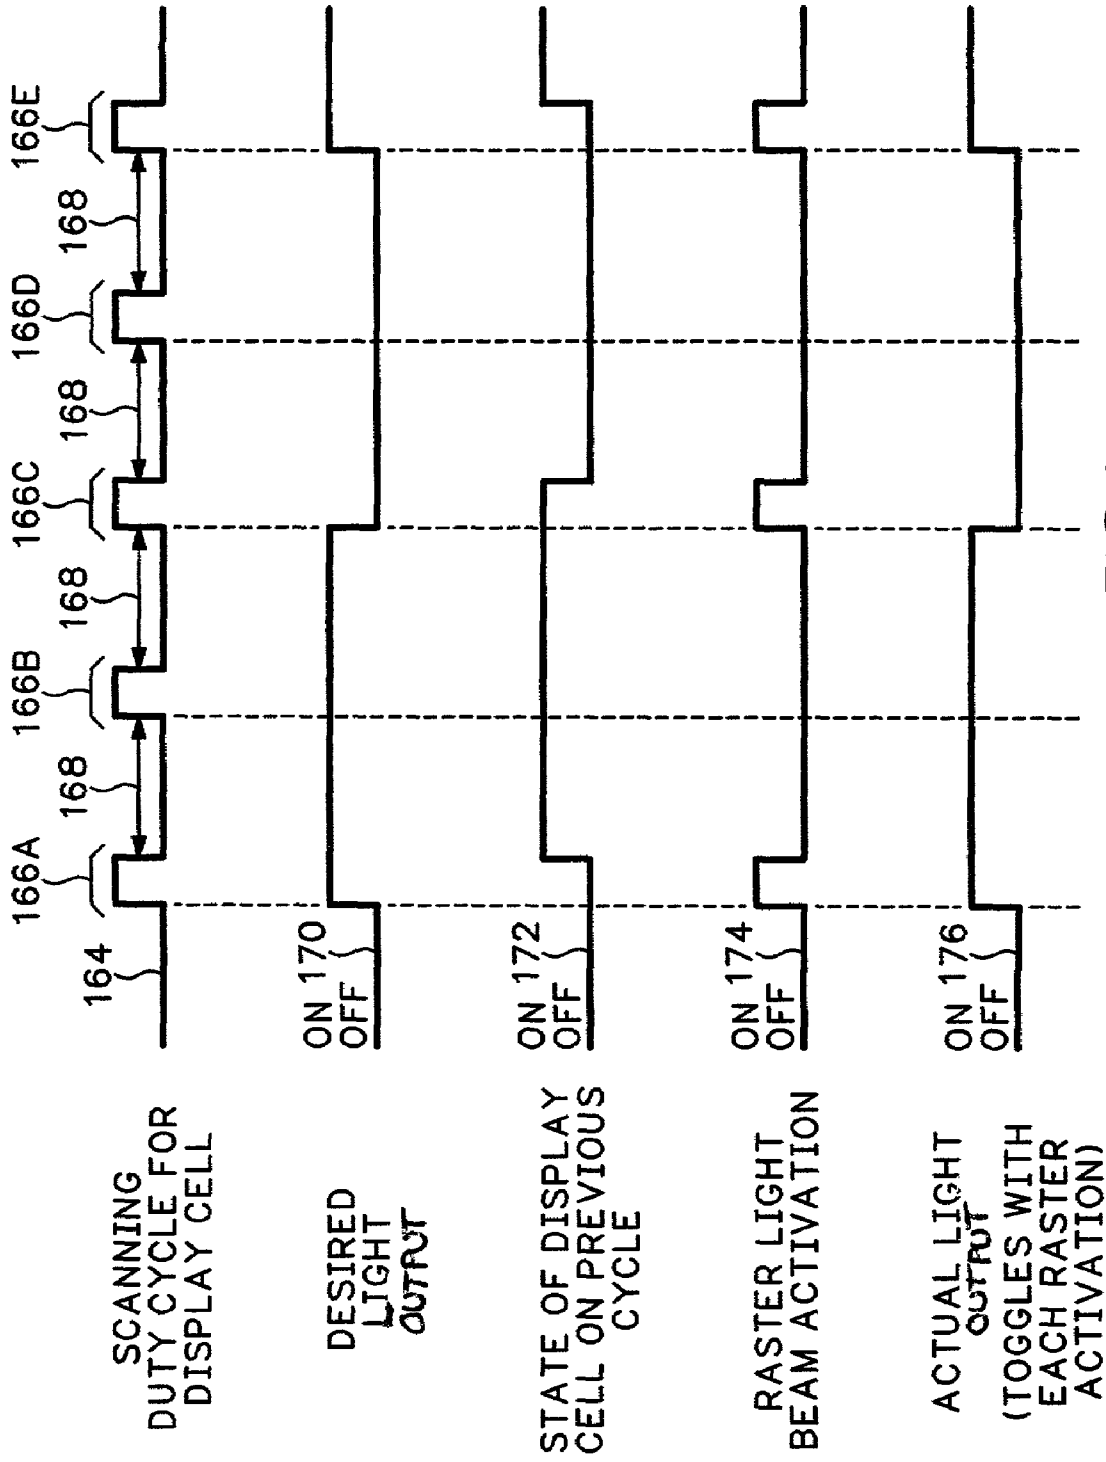 166A
166B
166C
166D
166E
168
168
168
168
164
SCANNING
DUTY CYCLE FOR
DISPLAY CELL
ON
OFF
170
DESIRED
LIGHT
OUTPUT
ON
OFF
172
STATE OF DISPLAY
CELL ON PREVIOUS
CYCLE
ON
OFF
174
RASTER LIGHT
BEAM ACTIVATION
ON
OFF
176
ACTUAL LIGHT
OUTPUT
(TOGGLES WITH
EACH RASTER
ACTIVATION)